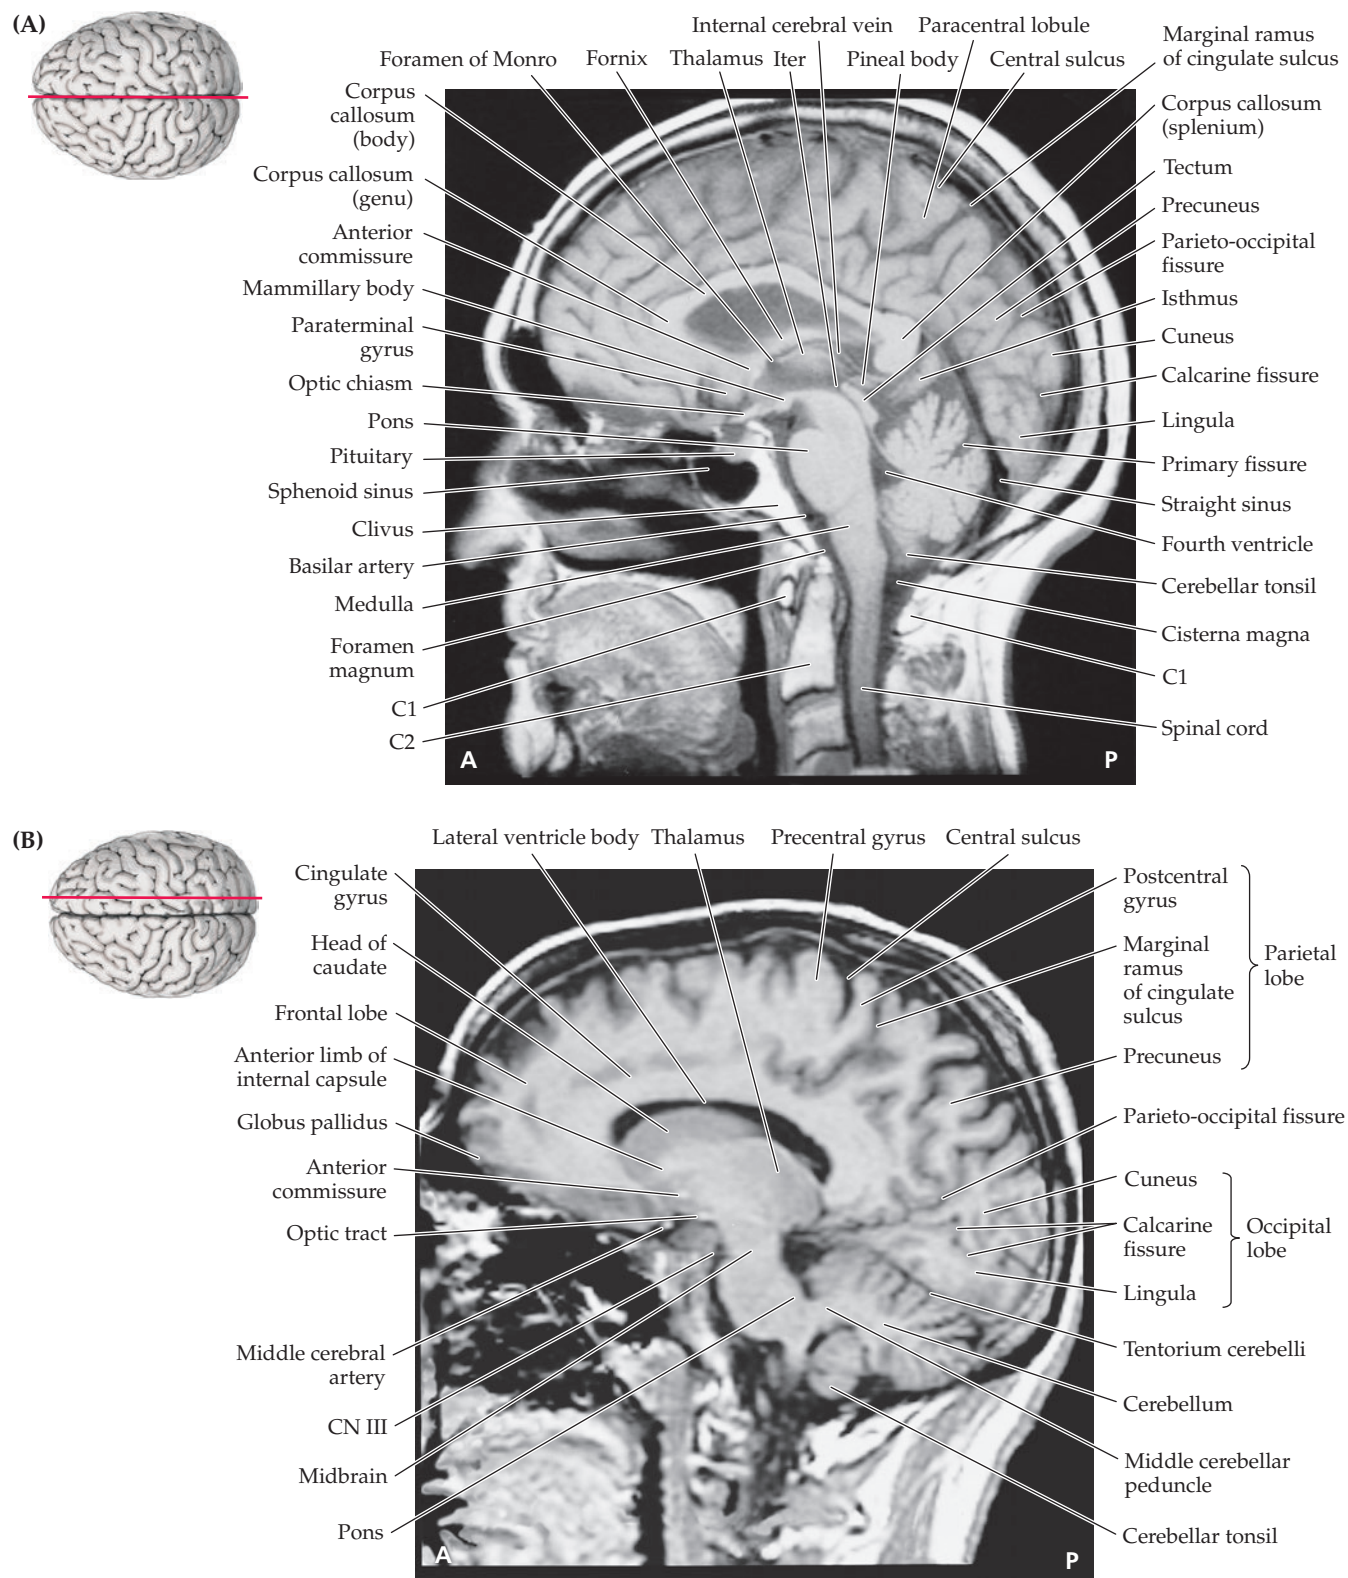 (A)
Internal cerebral vein
Paracentral lobule
Foramen of Monro
Fornix
Thalamus
Iter
Pineal body
Central sulcus
Marginal ramus
of cingulate sulcus
Corpus
callosum
(body)
Corpus callosum
(genu)
Anterior
commissure
Mammillary body
Paraterminal
gyrus
Optic chiasm
Pons
Pituitary
Sphenoid sinus
Clivus
Basilar artery
Medulla
Foramen
magnum
C1
C2
Corpus callosum
(splenium)
Tectum
Precuneus
Parieto-occipital
fissure
Isthmus
Cuneus
Calcarine fissure
Lingula
Primary fissure
Straight sinus
Fourth ventricle
Cerebellar tonsil
Cisterna magna
C1
Spinal cord
A
P
(B)
Lateral ventricle body
Thalamus
Precentral gyrus
Central sulcus
Cingulate
gyrus
Head of
caudate
Frontal lobe
Anterior limb of
internal capsule
Globus pallidus
Anterior
commissure
Optic tract
Middle cerebral
artery
CN III
Midbrain
Pons
Postcentral
gyrus
Marginal
ramus
of cingulate
sulcus
Precuneus
Parietal
lobe
Parieto-occipital fissure
Cuneus
Calcarine
fissure
Lingula
Occipital
lobe
Tentorium cerebelli
Cerebellum
Middle cerebellar
peduncle
Cerebellar tonsil
A
P